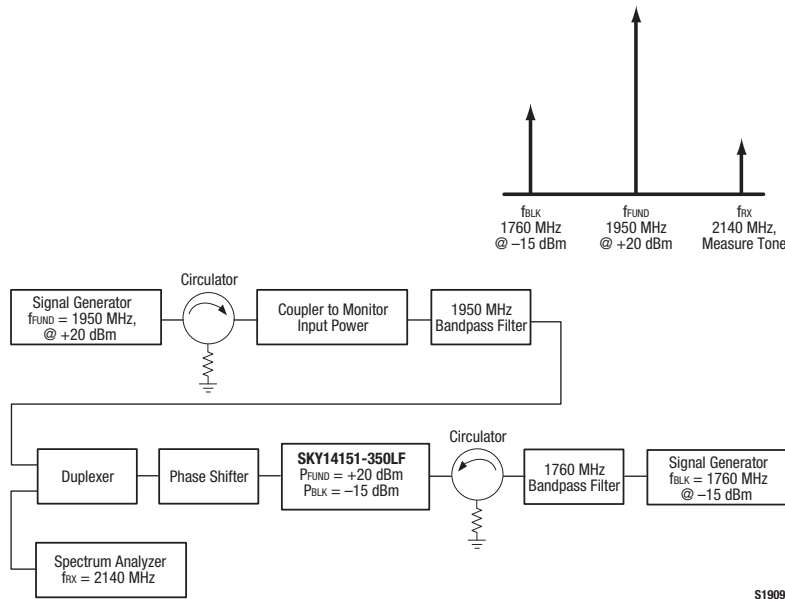 fBLK
1760 MHz
@ –15 dBm
fFUND
1950 MHz
@ +20 dBm
fRX
2140 MHz,
Measure Tone
Signal Generator
fFUND = 1950 MHz,
@ +20 dBm
Circulator
Coupler to Monitor
Input Power
1950 MHz
Bandpass Filter
Duplexer
Phase Shifter
SKY14151-350LF
PFUND = +20 dBm
PBLK = –15 dBm
Circulator
1760 MHz
Bandpass Filter
Signal Generator
fBLK = 1760 MHz
@ –15 dBm
Spectrum Analyzer
fRX = 2140 MHz
S1909